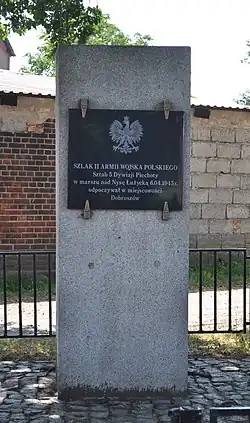 SZLAK II ARMII WOJSKA POLSKIEGO
Sztab 5 Dywizji Piechoty
w marszu nad Nysę Łużycką 6.04.1945r.
odpoczywał w miejscowości
Dobroszów